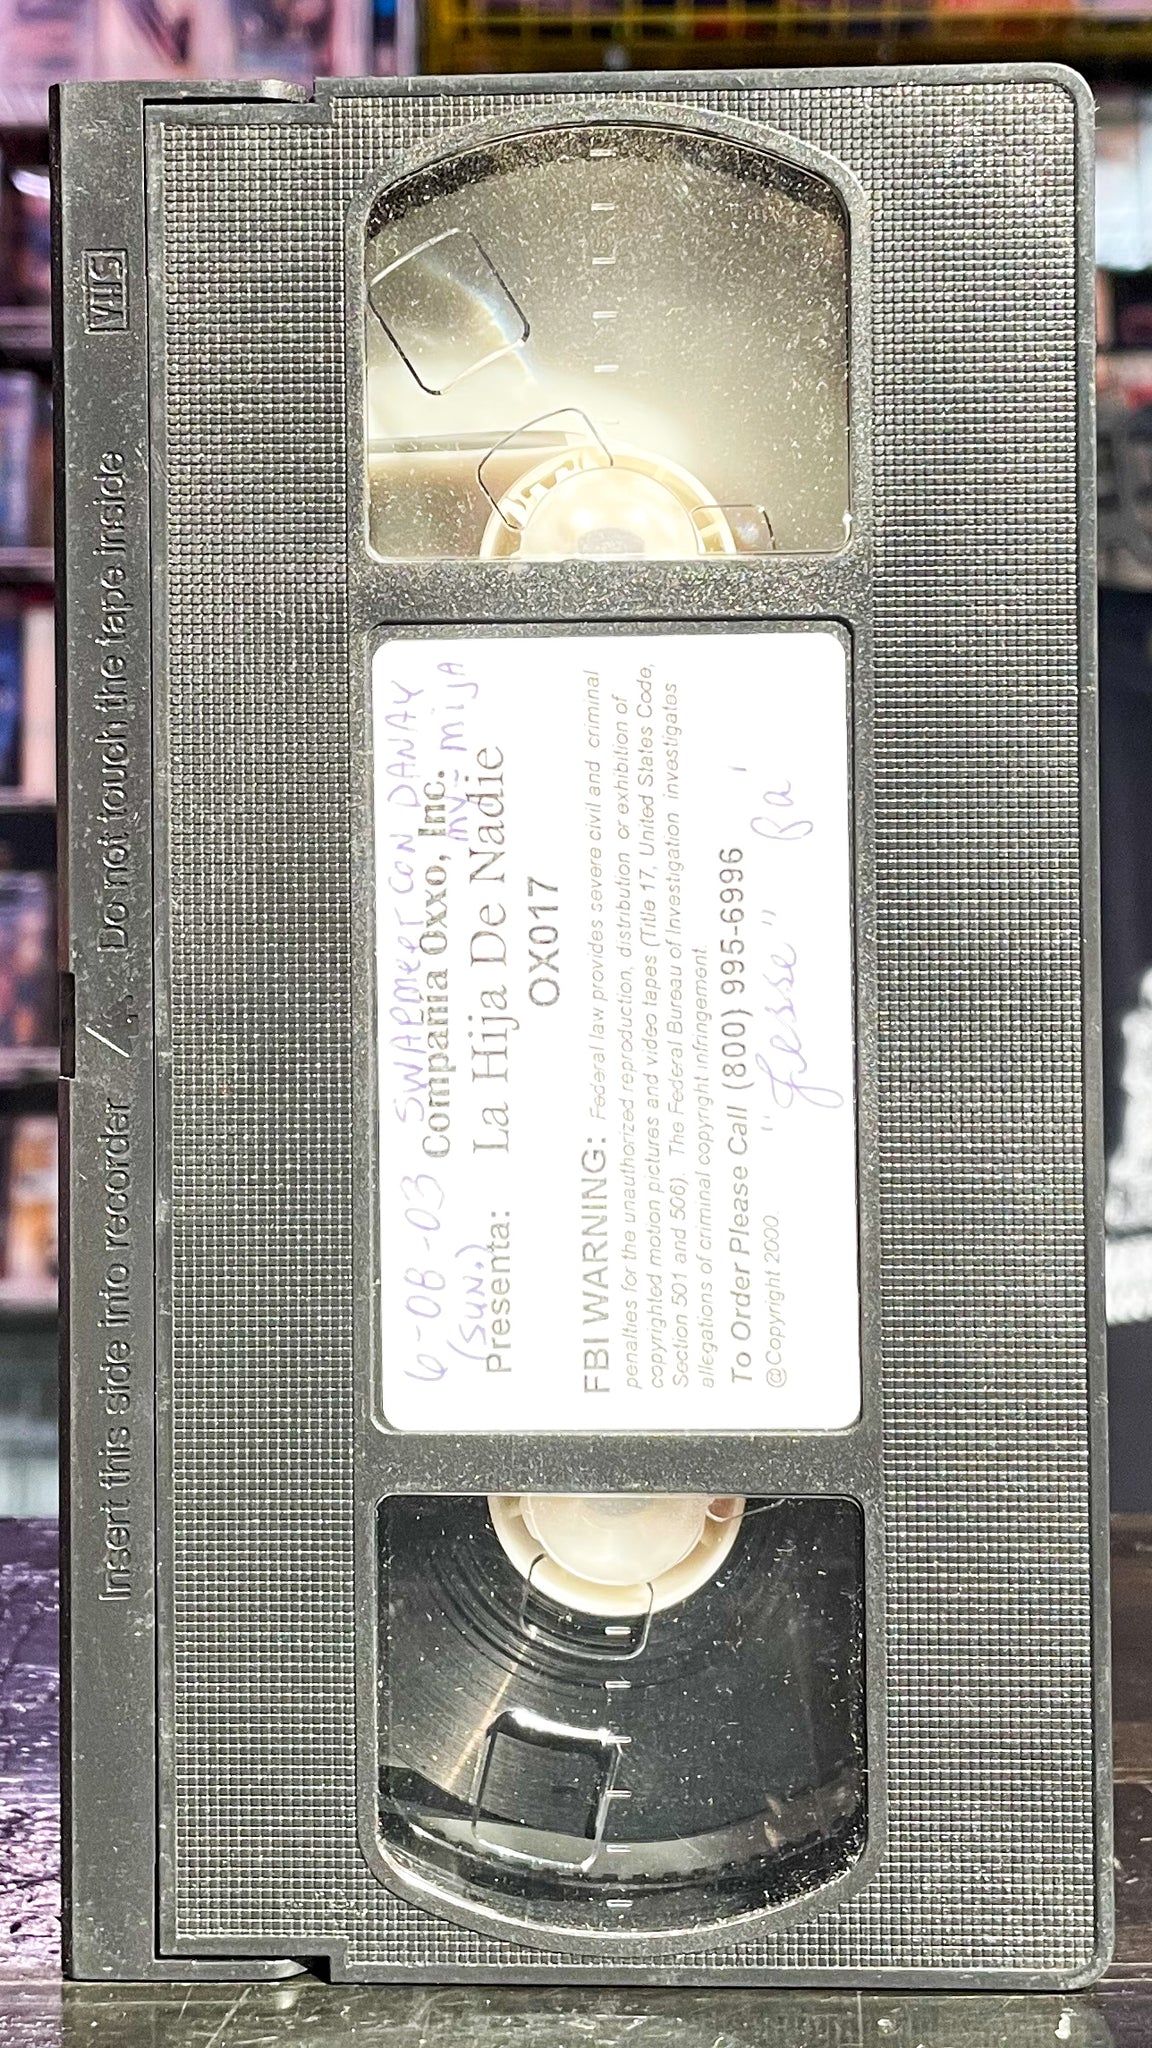 VHS
Insert this side into recorder / Do not touch the tape inside
6-08-03 SWAPMEET CON DANAY
(SUN.) MY-MIJA
Compania Oxxo, Inc.
Presenta: La Hija De Nadie
OX017
FBI WARNING: Federal law provides severe civil and criminal
penalties for the unauthorized reproduction, distribution or exhibition of
copyrighted motion pictures and video tapes (Title 17, United States Code,
Section 501 and 506). The Federal Bureau of Investigation investigates
allegations of criminal copyright infringement.
To Order Please Call (800) 995-6996
@Copyright 2000.
"Jesse" Ba'